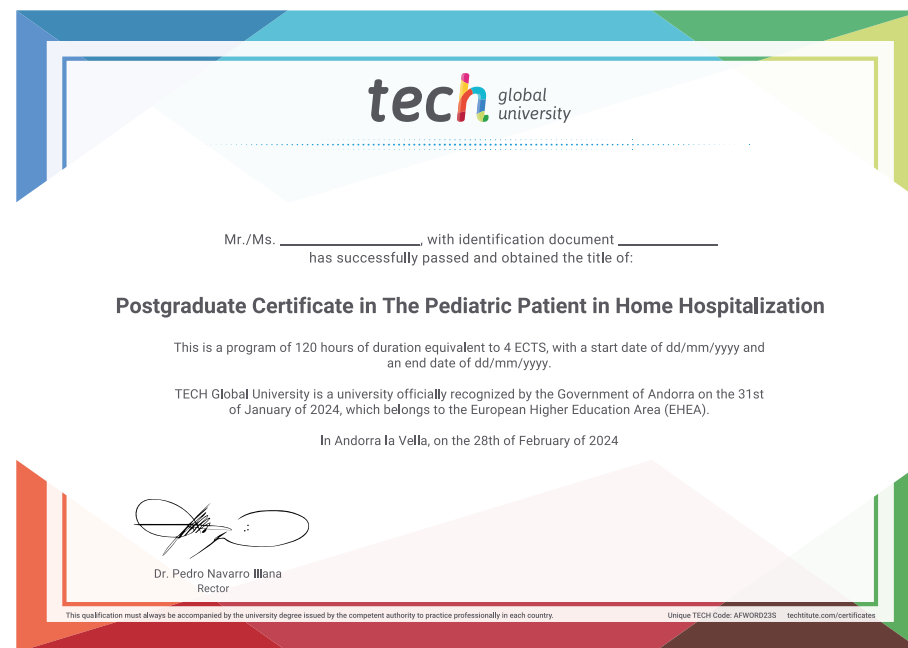 tech global
university
Mr./Ms. ____________, with identification document ____________
has successfully passed and obtained the title of:
Postgraduate Certificate in The Pediatric Patient in Home Hospitalization
This is a program of 120 hours of duration equivalent to 4 ECTS, with a start date of dd/mm/yyyy and
an end date of dd/mm/yyyy.
TECH Global University is a university officially recognized by the Government of Andorra on the 31st
of January of 2024, which belongs to the European Higher Education Area (EHEA).
In Andorra la Vella, on the 28th of February of 2024
Dr. Pedro Navarro Illana
Rector
This qualification must always be accompanied by the university degree issued by the competent authority to practice professionally in each country. Unique TECH Code: AFWORD23S techtitute.com/certificates